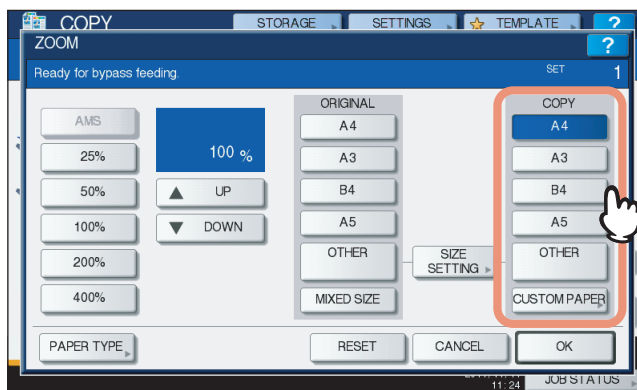 COPY
STORAGE
SETTINGS
TEMPLATE
?
ZOOM
?
Ready for bypass feeding.
SET 1
AMS
25%
50%
100%
200%
400%
100 %
UP
DOWN
ORIGINAL
A4
A3
B4
A5
OTHER
MIXED SIZE
SIZE
SETTING
COPY
A4
A3
B4
A5
OTHER
CUSTOM PAPER
PAPER TYPE
RESET
CANCEL
OK
11:24
JOB STATUS